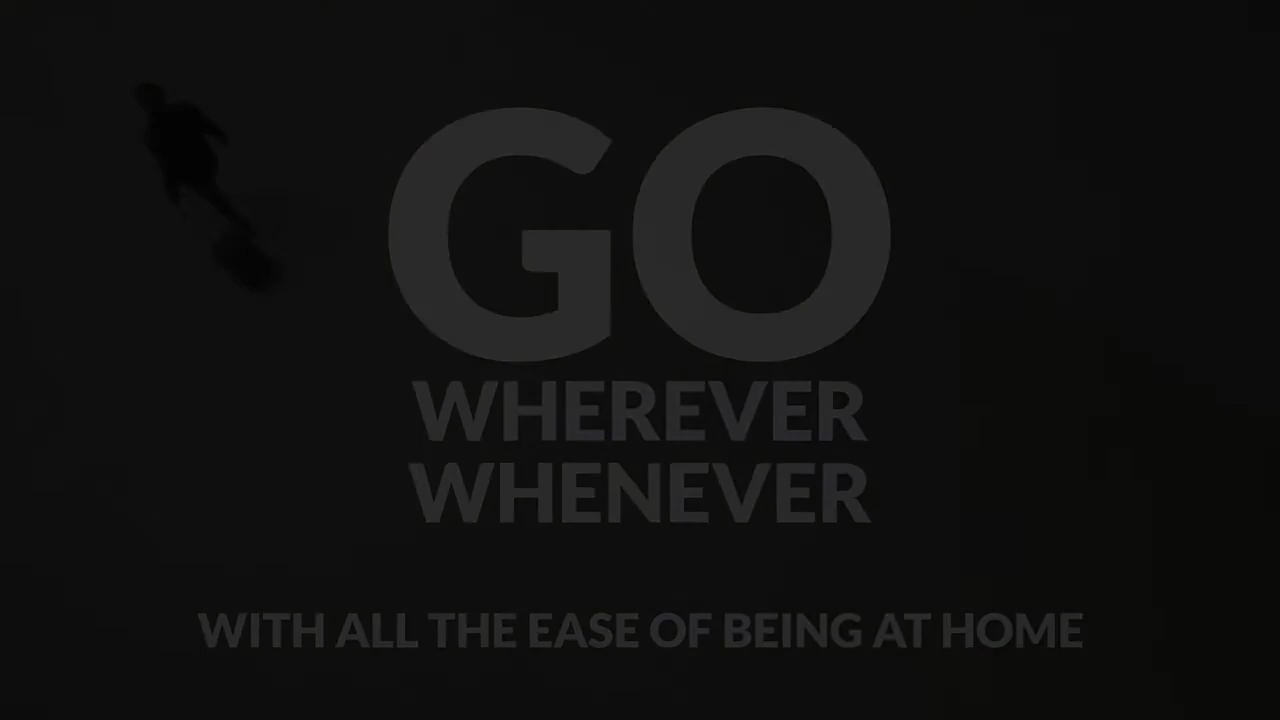 GO
WHEREVER
WHENEVER
WITH ALL THE EASE OF BEING AT HOME